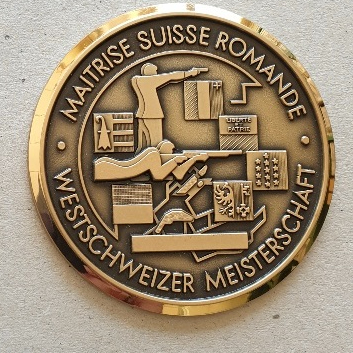 MAITRISE SUISSE ROMANDE
LIBERTÉ
ET
PATRIE
WESTSCHWEIZER MEISTERSCHAFT